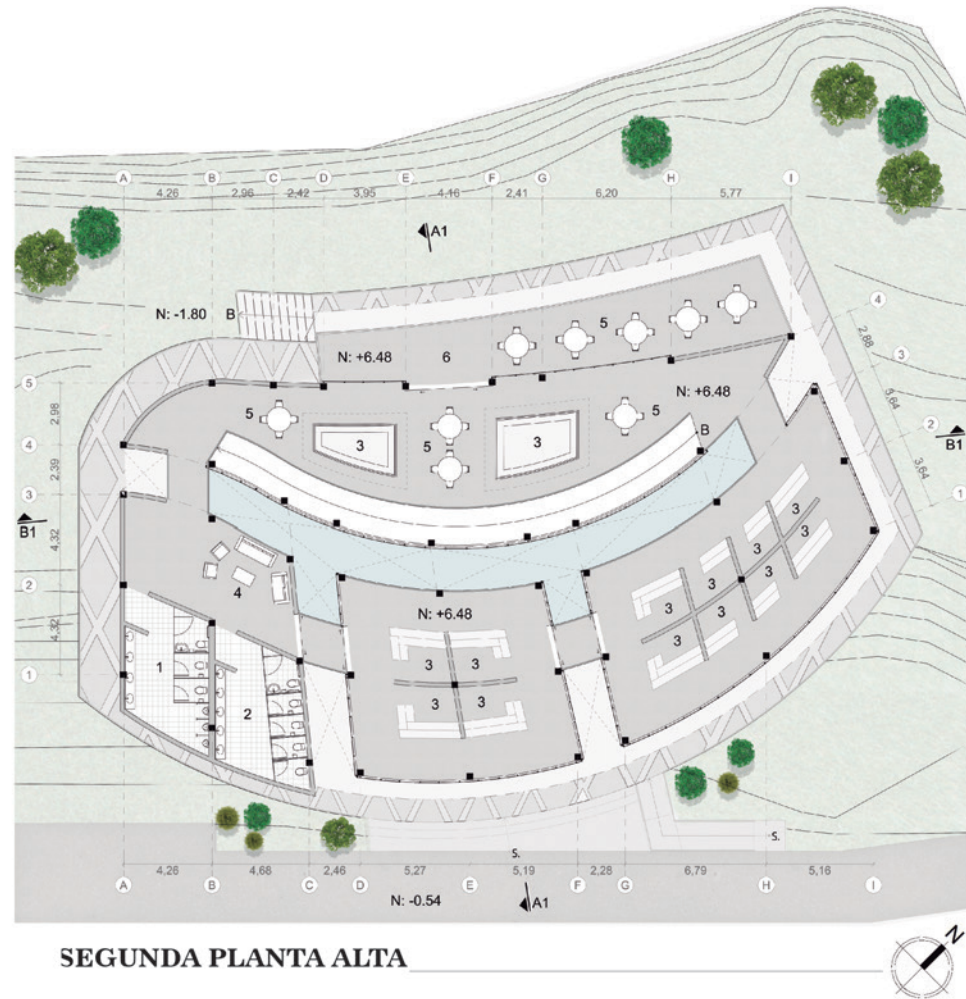 A B C D E F G H I
4,26 2,96 2,42 3,95 4,16 2,41 6,20 5,77
A1
N: -1.80 B
5
N: +6.48 6
4
2,88
3
3,64
2
B1
3,64
1
5
2,98
4
2,39
3
B1
4,32
2
4,32
1
N: +6.48
5 5 5
3 3
5
B
4
N: +6.48
3 3
3 3
3 3
3 3
3 3
3 3
1
2
S.
S.
4,26 4,68 2,46 5,27 5,19 2,28 6,79 5,16
A B C D E F G H I
N: -0.54
A1
SEGUNDA PLANTA ALTA
N